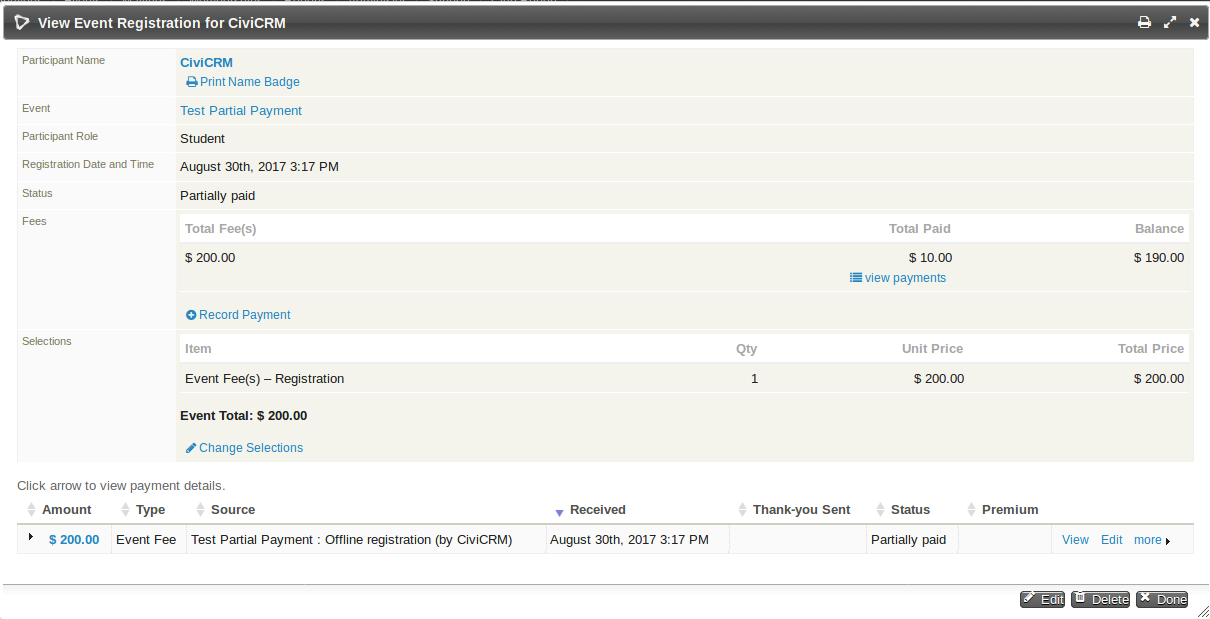 View Event Registration for CiviCRM
Participant Name CiviCRM
Print Name Badge
Event Test Partial Payment
Participant Role Student
Registration Date and Time August 30th, 2017 3:17 PM
Status Partially paid
Fees Total Fee(s) Total Paid Balance
$ 200.00 $ 10.00 $ 190.00
view payments
Record Payment
Selections Item Qty Unit Price Total Price
Event Fee(s) – Registration 1 $ 200.00 $ 200.00
Event Total: $ 200.00
Change Selections
Click arrow to view payment details.
Amount Type Source Received Thank-you Sent Status Premium
$ 200.00 Event Fee Test Partial Payment : Offline registration (by CiviCRM) August 30th, 2017 3:17 PM Partially paid View Edit more
Edit Delete Done